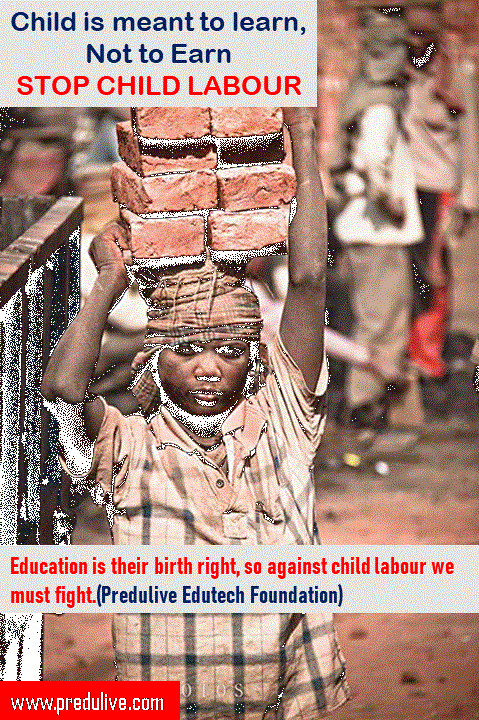 Child is meant to learn,
Not to Earn
STOP CHILD LABOUR
Education is their birth right, so against child labour we
must fight.(Predulive Edutech Foundation)
www.predulive.com